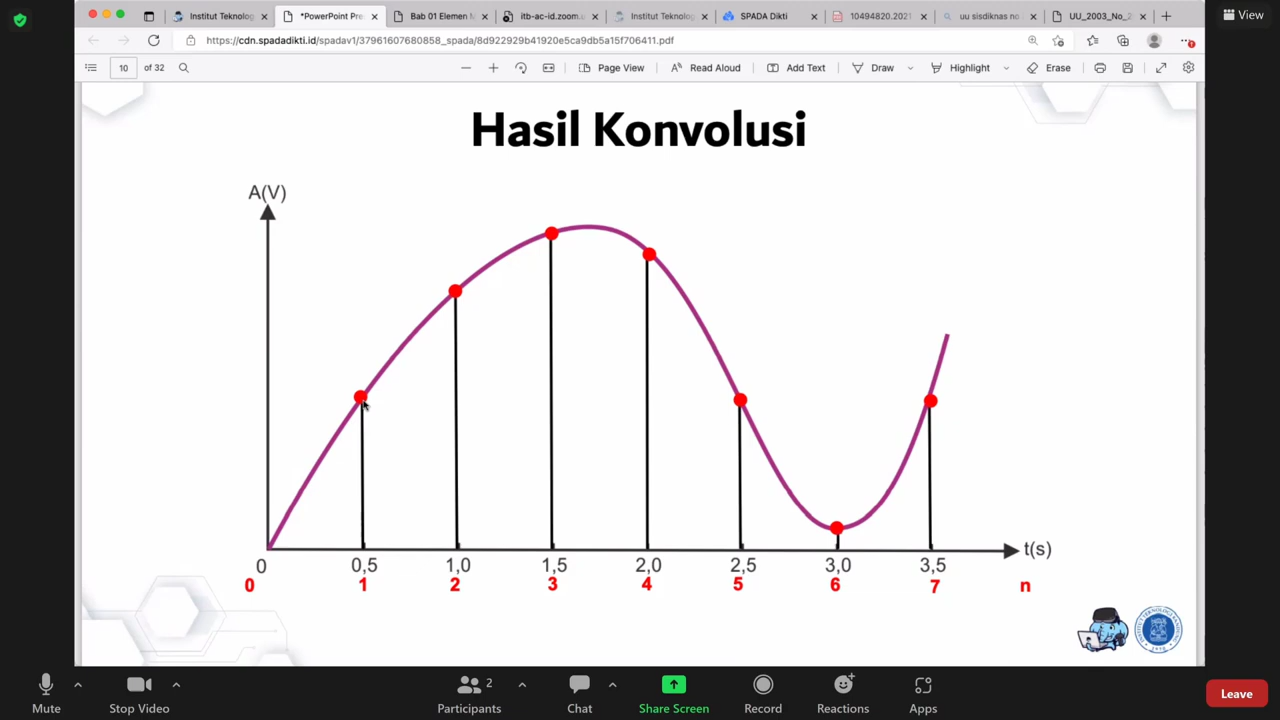 View
Institut Teknolog
*PowerPoint Pre
Bab 01 Elemen M
itb-ac-id.zoom.u
Institut Teknolog
SPADA Dikti
10494820.2021
uu sisdiknas no
UU_2003_No_2
https://cdn.spadadikti.id/spadav1/37961607680858_spada/8d922929b41920e5ca9db5a15f706411.pdf
10 of 32
Page View
Read Aloud
Add Text
Draw
Highlight
Erase
Hasil Konvolusi
A(V)
t(s)
0 0,5 1,0 1,5 2,0 2,5 3,0 3,5
0 1 2 3 4 5 6 7 n
Mute
Stop Video
Participants
2
Chat
Share Screen
Record
Reactions
Apps
Leave